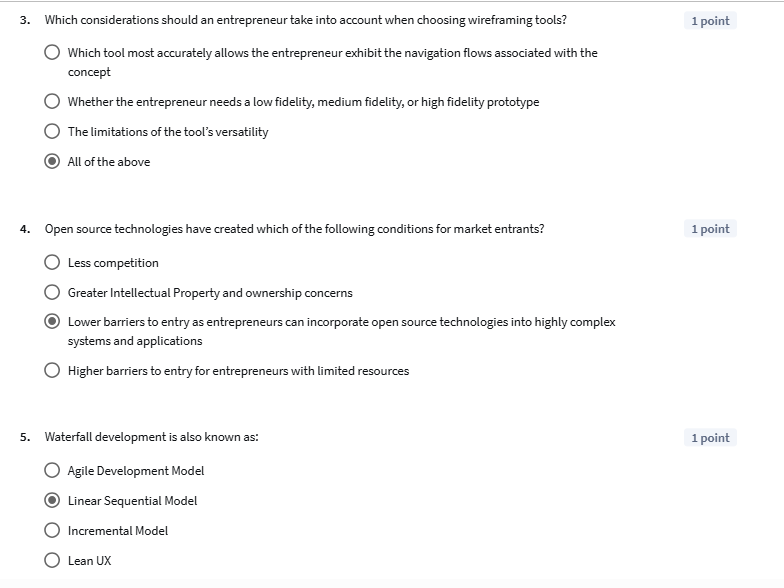 3. Which considerations should an entrepreneur take into account when choosing wireframing tools? 1 point
Which tool most accurately allows the entrepreneur exhibit the navigation flows associated with the
concept
Whether the entrepreneur needs a low fidelity, medium fidelity, or high fidelity prototype
The limitations of the tool's versatility
All of the above
4. Open source technologies have created which of the following conditions for market entrants? 1 point
Less competition
Greater Intellectual Property and ownership concerns
Lower barriers to entry as entrepreneurs can incorporate open source technologies into highly complex
systems and applications
Higher barriers to entry for entrepreneurs with limited resources
5. Waterfall development is also known as: 1 point
Agile Development Model
Linear Sequential Model
Incremental Model
Lean UX